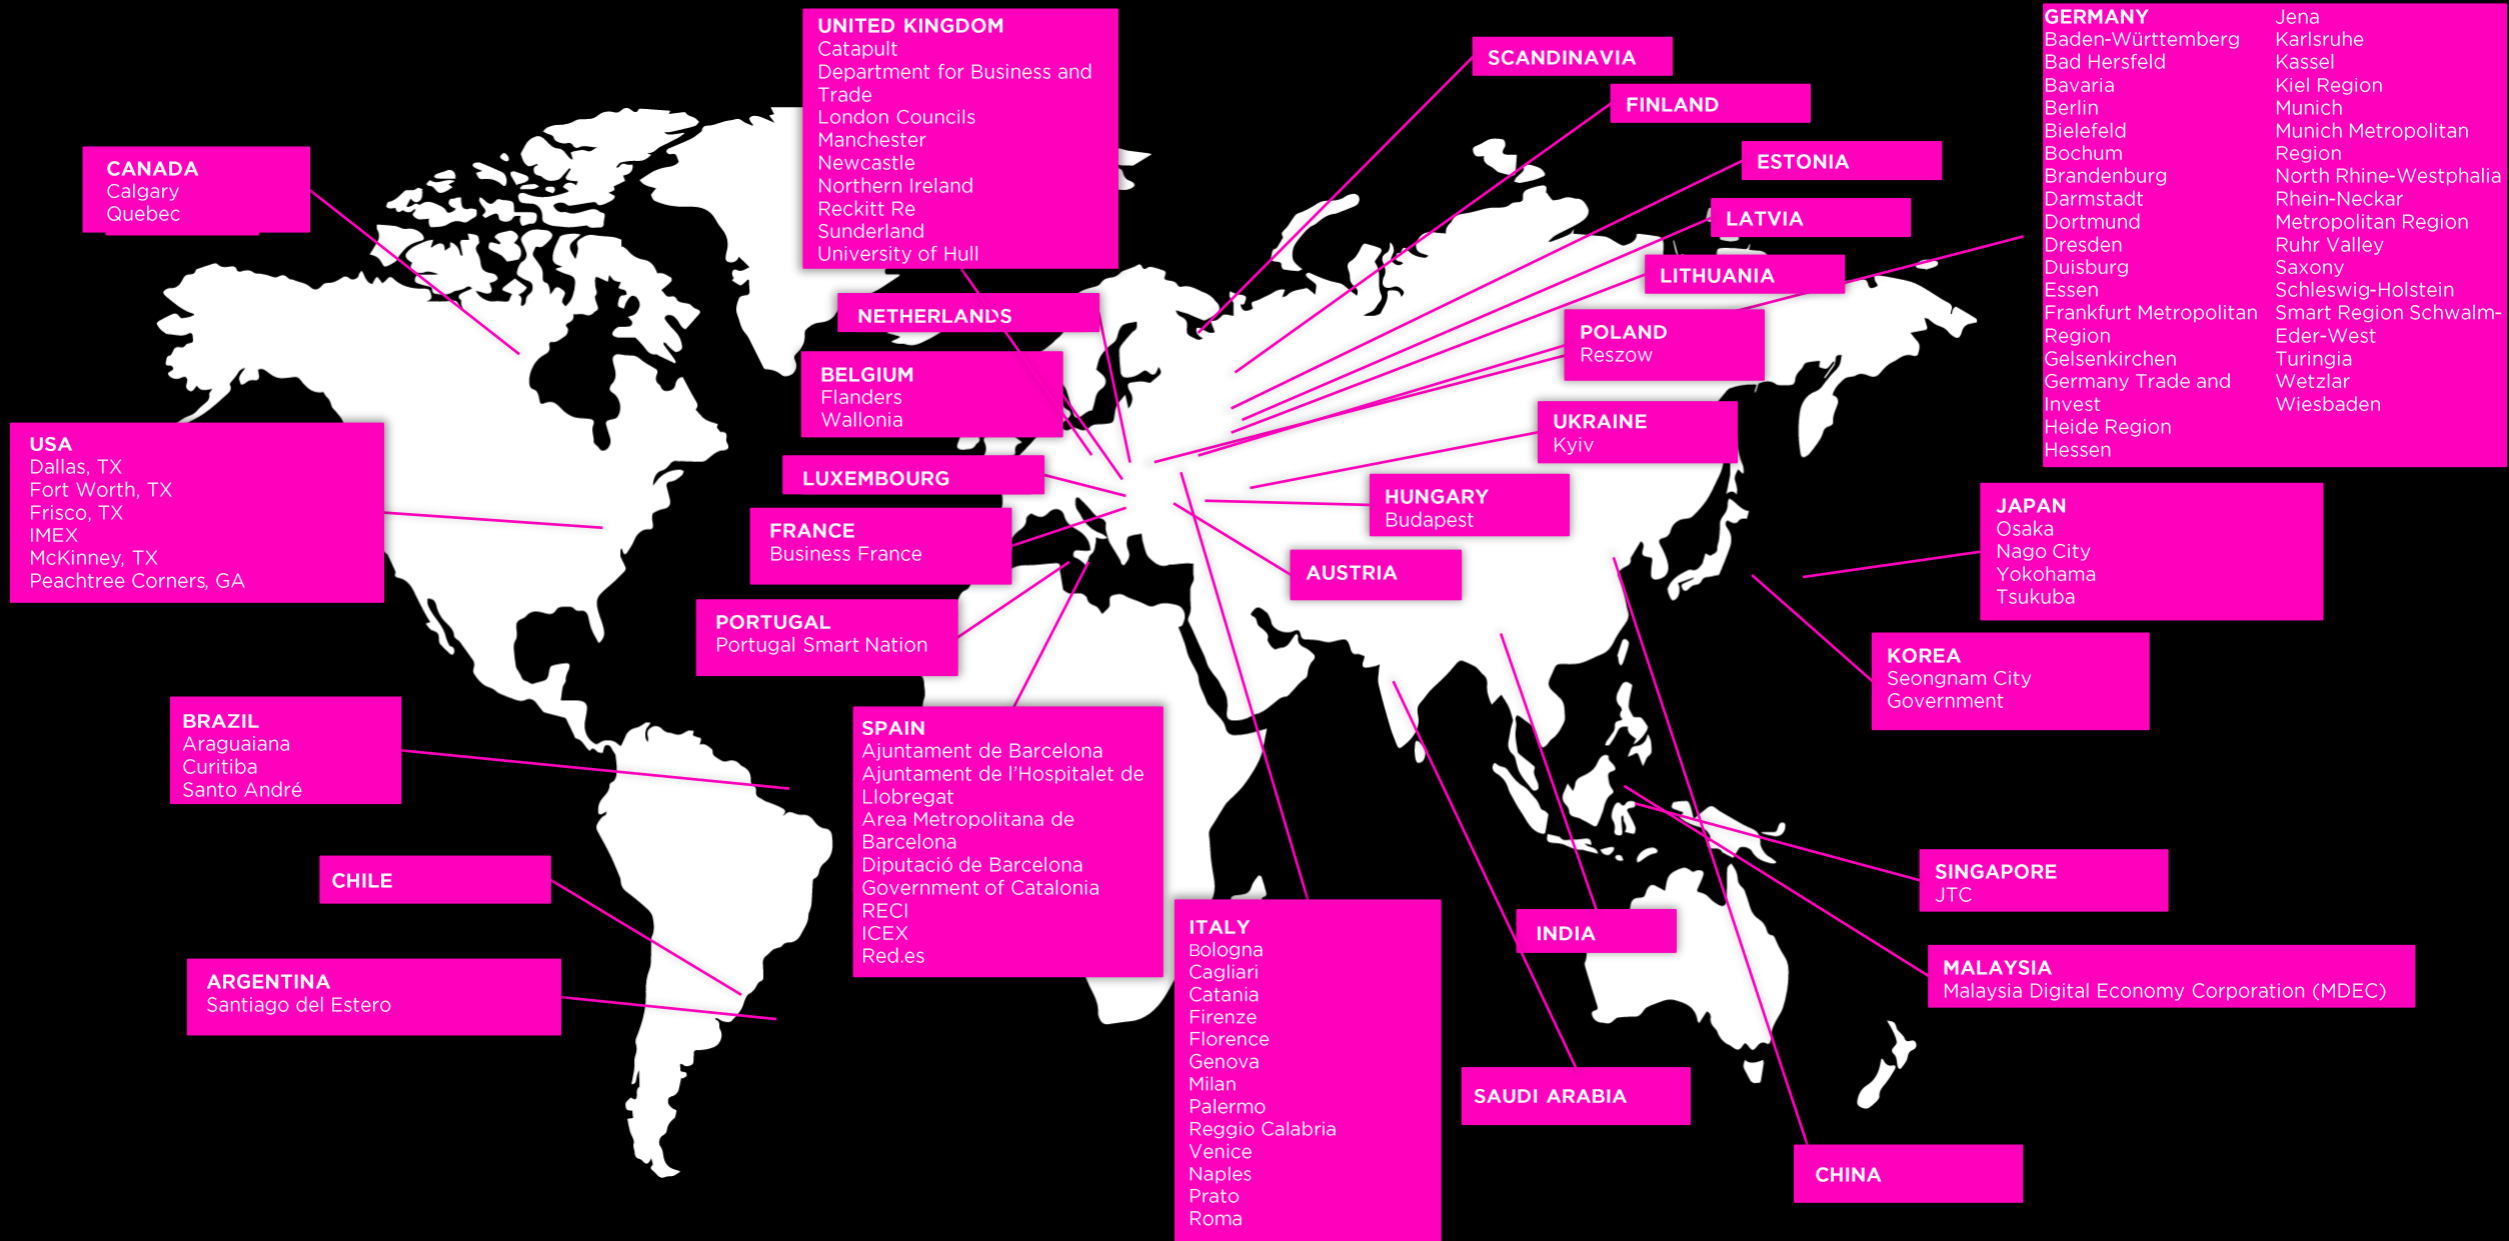 UNITED KINGDOM
Catapult
Department for Business and
Trade
London Councils
Manchester
Newcastle
Northern Ireland
Reckitt Re
Sunderland
University of Hull
SCANDINAVIA
FINLAND
ESTONIA
LATVIA
LITHUANIA
POLAND
Reszow
UKRAINE
Kyiv
HUNGARY
Budapest
AUSTRIA
GERMANY
Baden-Württemberg
Bad Hersfeld
Bavaria
Berlin
Bielefeld
Bochum
Brandenburg
Darmstadt
Dortmund
Dresden
Duisburg
Essen
Frankfurt Metropolitan
Region
Gelsenkirchen
Germany Trade and
Invest
Heide Region
Hessen
Jena
Karlsruhe
Kassel
Kiel Region
Munich
Munich Metropolitan
Region
North Rhine-Westphalia
Rhein-Neckar
Metropolitan Region
Ruhr Valley
Saxony
Schleswig-Holstein
Smart Region Schwalm-
Eder-West
Turingia
Wetzlar
Wiesbaden
CANADA
Calgary
Quebec
NETHERLANDS
BELGIUM
Flanders
Wallonia
LUXEMBOURG
FRANCE
Business France
PORTUGAL
Portugal Smart Nation
USA
Dallas, TX
Fort Worth, TX
Frisco, TX
IMEX
McKinney, TX
Peachtree Corners, GA
JAPAN
Osaka
Nago City
Yokohama
Tsukuba
KOREA
Seongnam City
Government
BRAZIL
Araguaiana
Curitiba
Santo André
CHILE
ARGENTINA
Santiago del Estero
SPAIN
Ajuntament de Barcelona
Ajuntament de l'Hospitalet de
Llobregat
Area Metropolitana de
Barcelona
Diputació de Barcelona
Government of Catalonia
RECI
ICEX
Red.es
ITALY
Bologna
Cagliari
Catania
Firenze
Florence
Genova
Milan
Palermo
Reggio Calabria
Venice
Naples
Prato
Roma
INDIA
SAUDI ARABIA
SINGAPORE
JTC
MALAYSIA
Malaysia Digital Economy Corporation (MDEC)
CHINA